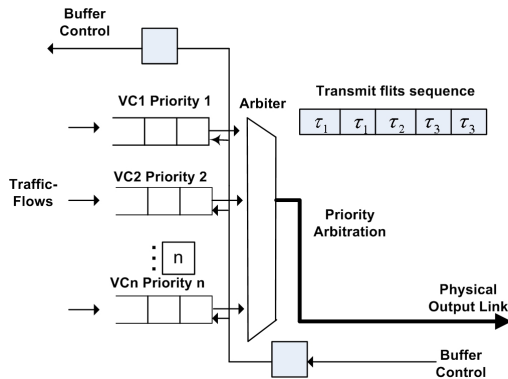 Buffer
Control
VC1 Priority 1
Arbiter
Transmit flits sequence
τ1 τ1 τ2 τ3 τ3
Traffic-
Flows
VC2 Priority 2
Priority
Arbitration
n
VCn Priority n
Physical
Output Link
Buffer
Control